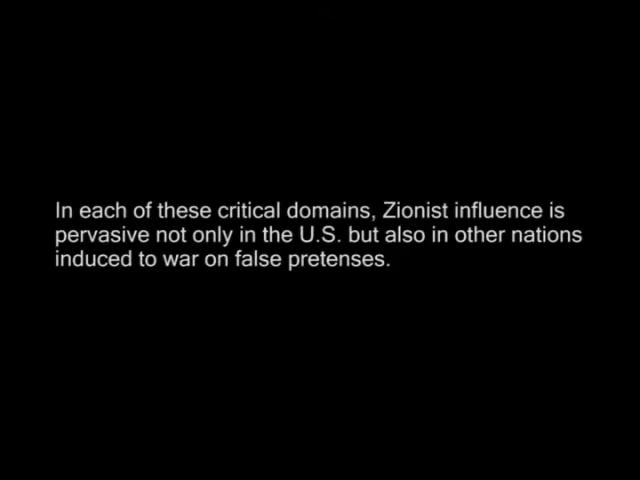 In each of these critical domains, Zionist influence is
pervasive not only in the U.S. but also in other nations
induced to war on false pretenses.